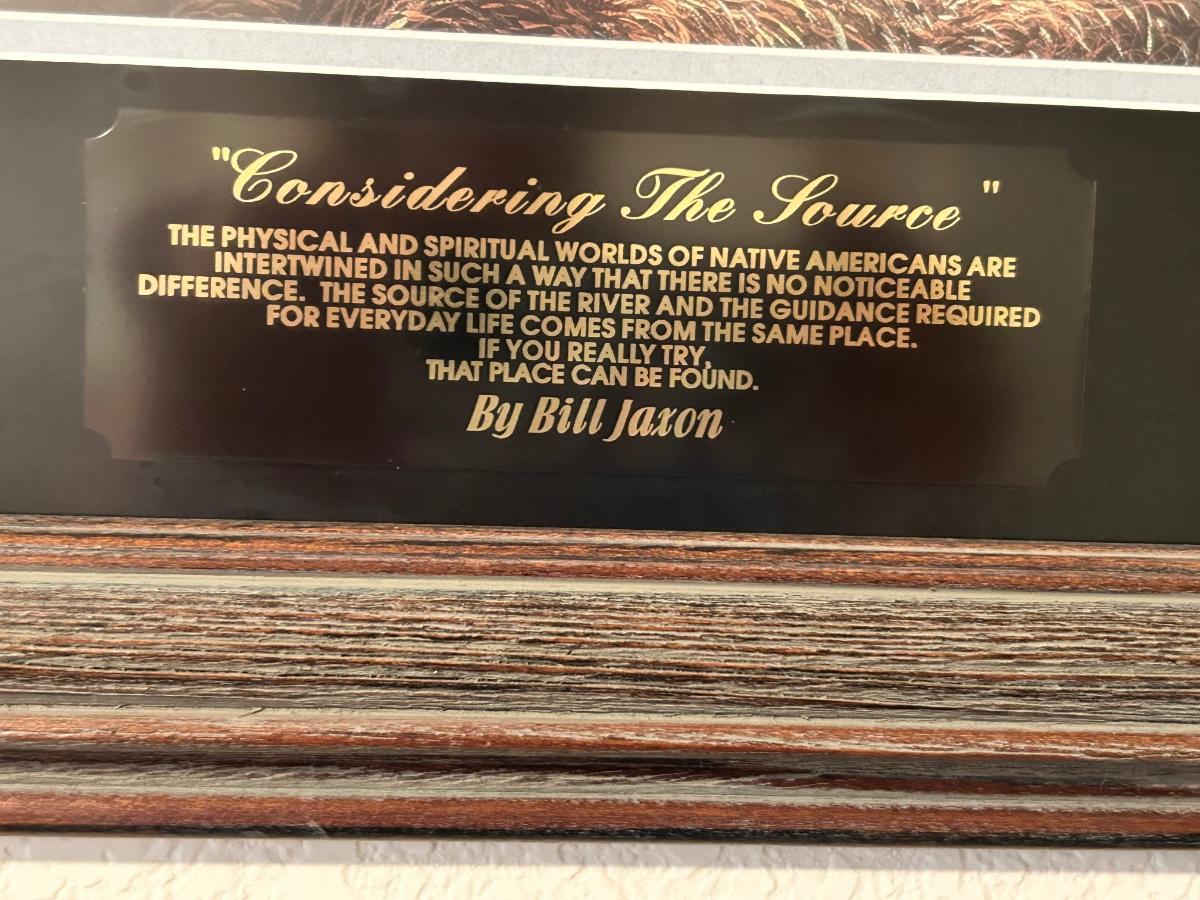 "Considering The Source"
THE PHYSICAL AND SPIRITUAL WORLDS OF NATIVE AMERICANS ARE
INTERTWINED IN SUCH A WAY THAT THERE IS NO NOTICEABLE
DIFFERENCE. THE SOURCE OF THE RIVER AND THE GUIDANCE REQUIRED
FOR EVERYDAY LIFE COMES FROM THE SAME PLACE.
IF YOU REALLY TRY,
THAT PLACE CAN BE FOUND.
By Bill Jaxon